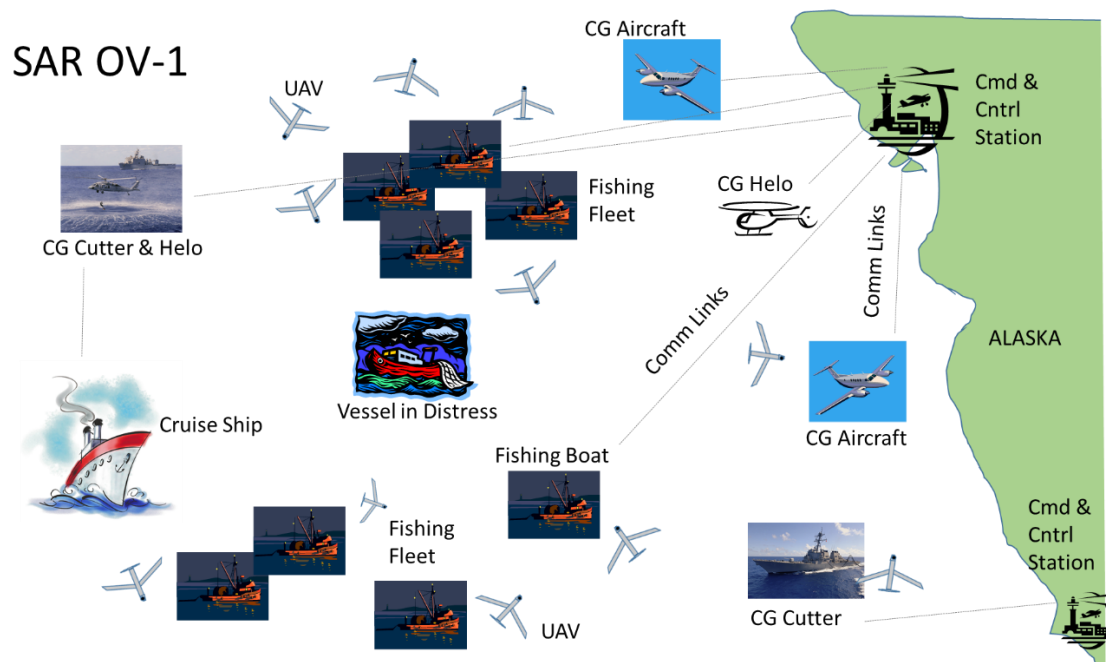 SAR OV-1
CG Aircraft
UAV
Cmd &
Cntrl
Station
CG Helo
Fishing
Fleet
CG Cutter & Helo
Comm Links
Comm Links
ALASKA
Vessel in Distress
Cruise Ship
CG Aircraft
Fishing Boat
Fishing
Fleet
Cmd &
Cntrl
Station
CG Cutter
UAV